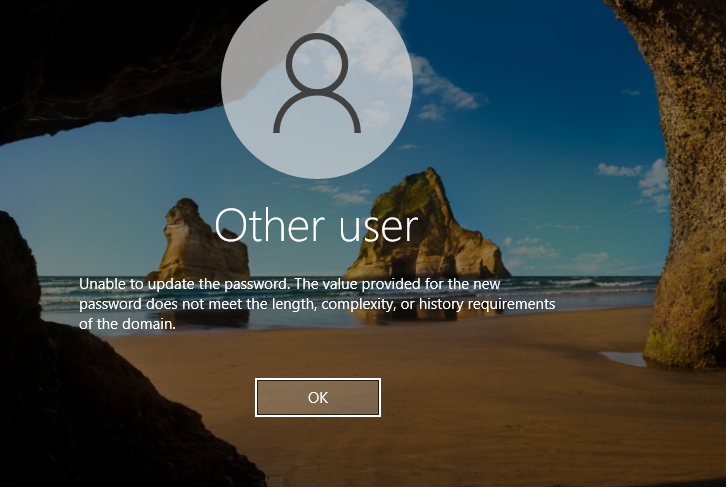 Other user
Unable to update the password. The value provided for the new
password does not meet the length, complexity, or history requirements
of the domain.
OK